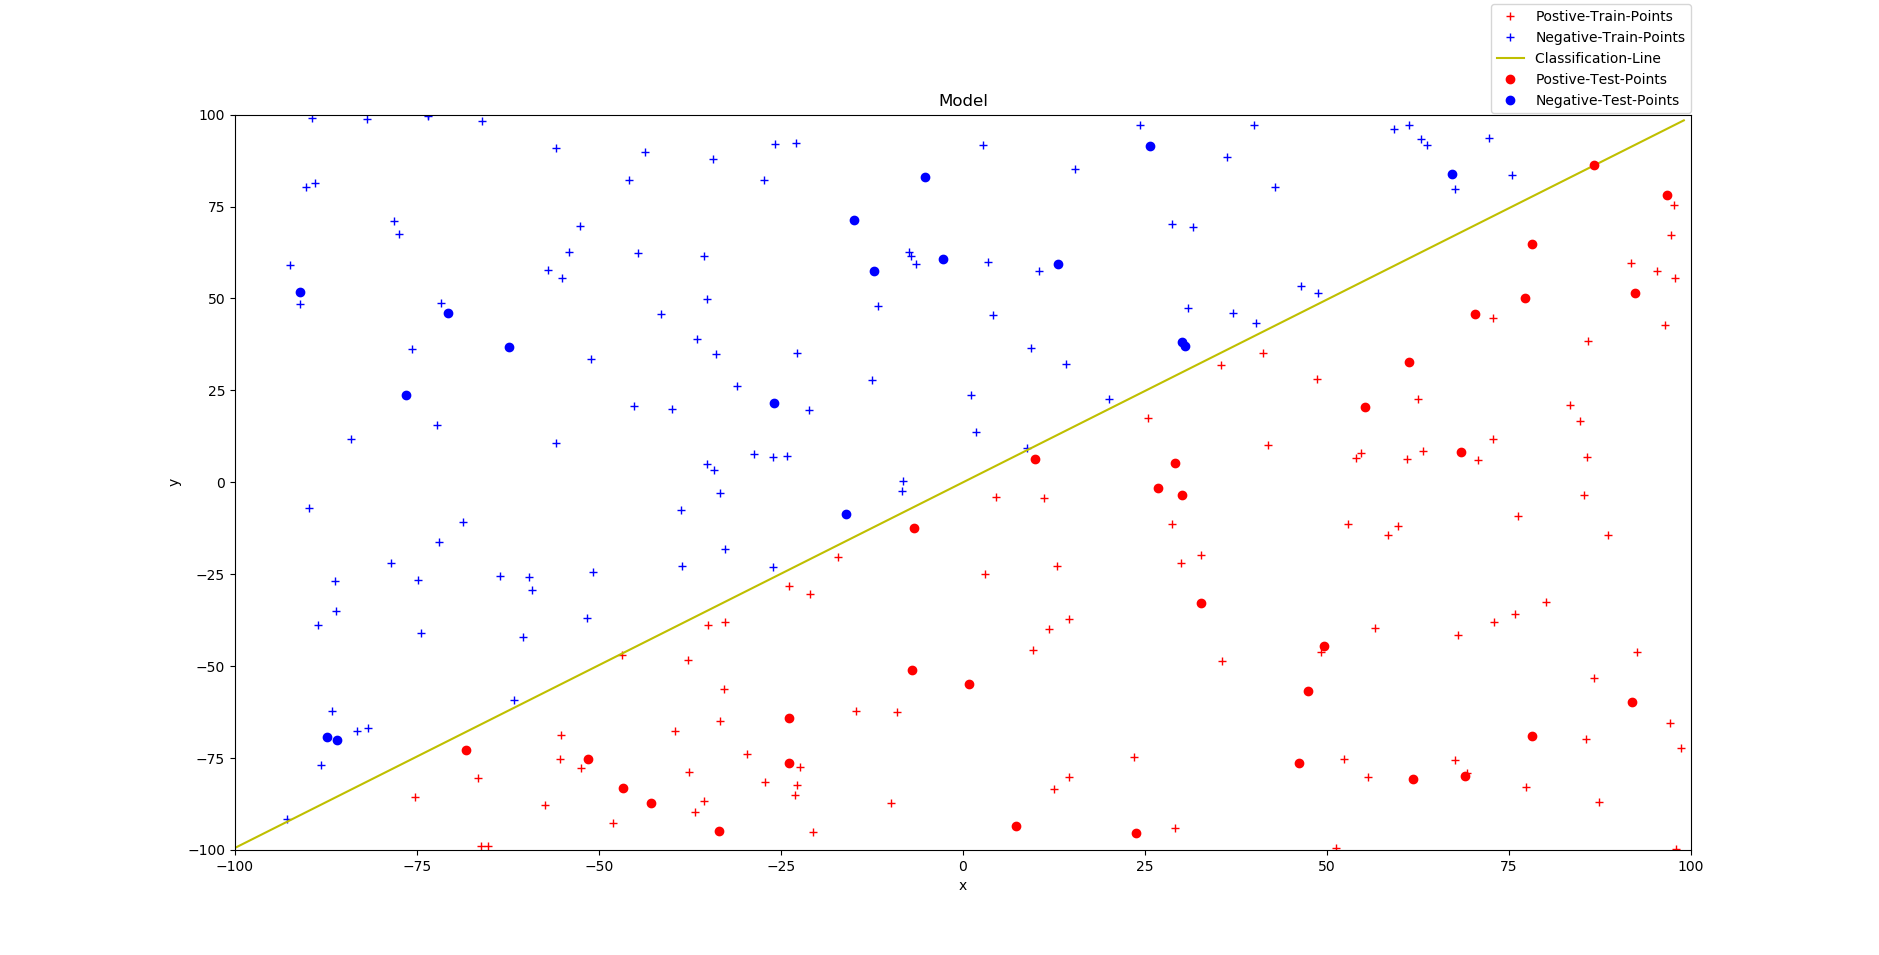 Postive-Train-Points
Negative-Train-Points
Classification-Line
Postive-Test-Points
Negative-Test-Points
Model
100
75
50
25
0
−25
−50
−75
−100
y
−100 −75 −50 −25 0 25 50 75 100
x